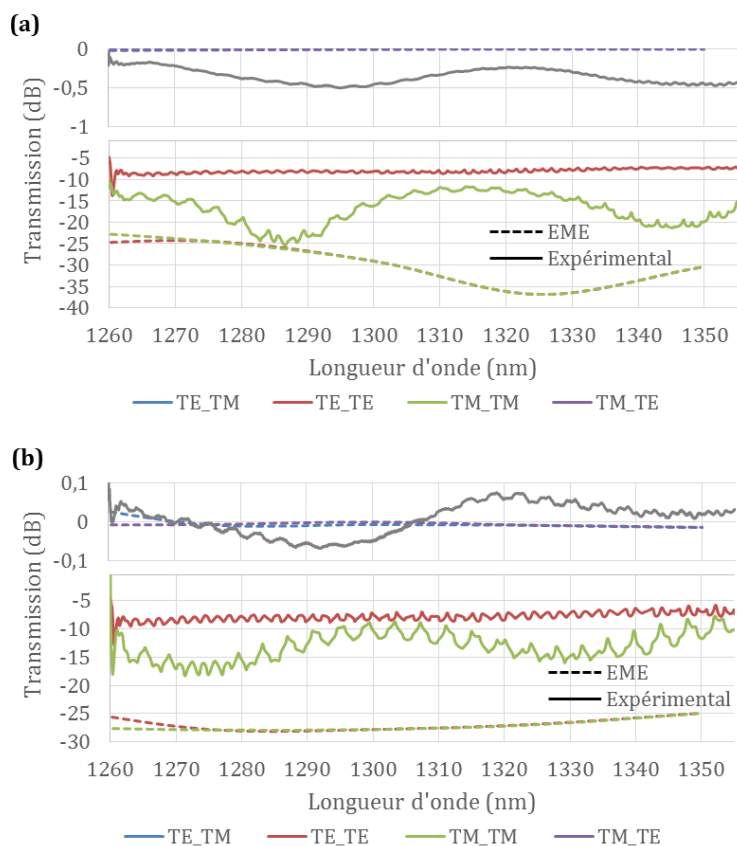 (a)
Transmission (dB)
0
-0,5
-1
-5
-10
-15
-20
-25
-30
-35
-40
EME
Expérimental
1260 1270 1280 1290 1300 1310 1320 1330 1340 1350
Longueur d'onde (nm)
TE_TM TE_TE TM_TM TM_TE
(b)
Transmission (dB)
0,1
0
-0,1
-5
-10
-15
-20
-25
-30
EME
Expérimental
1260 1270 1280 1290 1300 1310 1320 1330 1340 1350
Longueur d'onde (nm)
TE_TM TE_TE TM_TM TM_TE